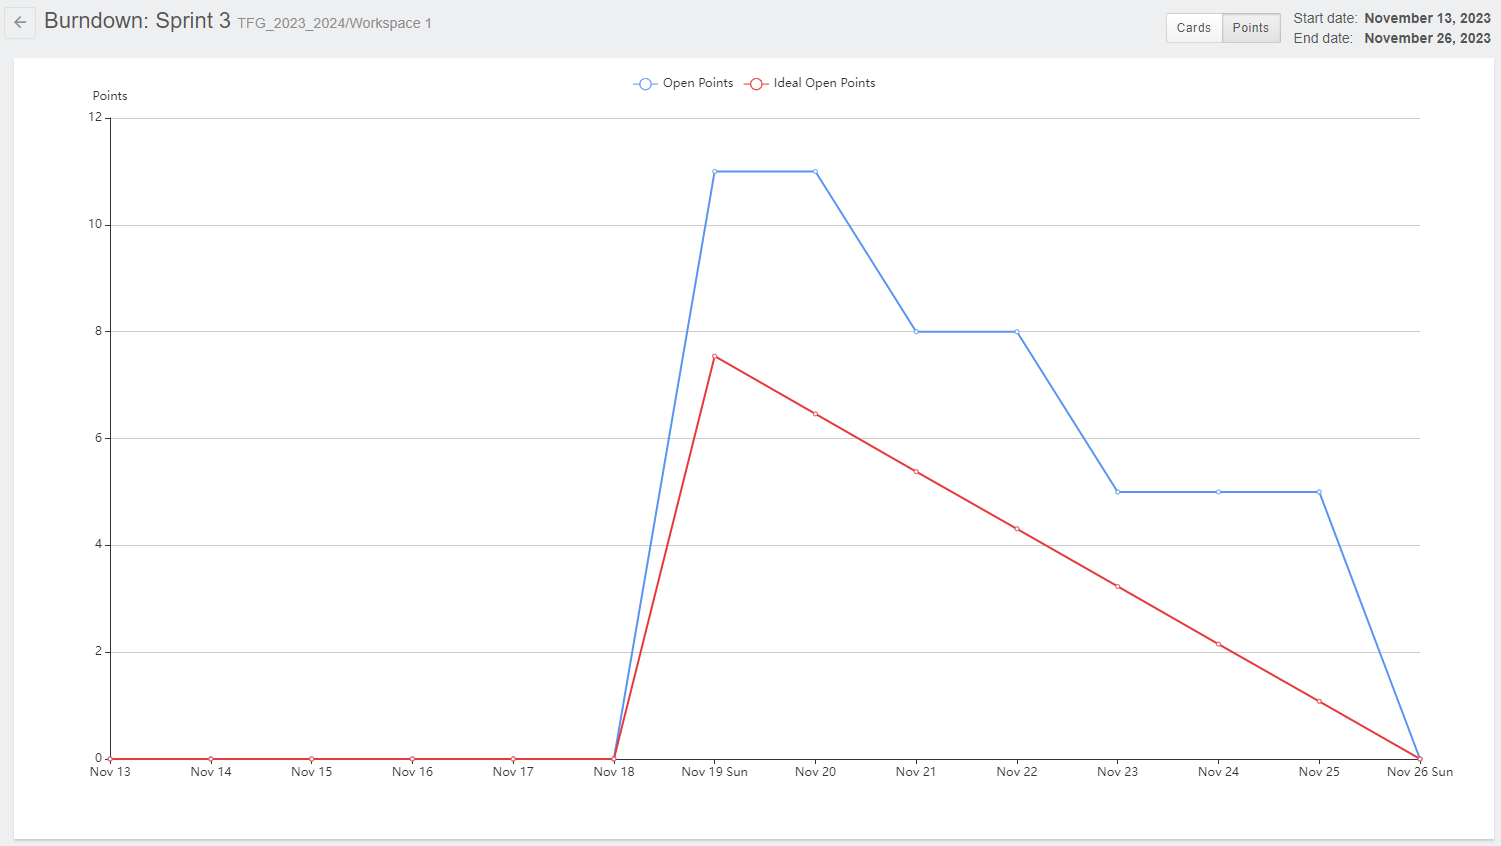 Burndown: Sprint 3 TFG_2023_2024/Workspace 1
Cards Points
Start date: November 13, 2023
End date: November 26, 2023
Open Points Ideal Open Points
Points
12
10
8
6
4
2
0
Nov 13 Nov 14 Nov 15 Nov 16 Nov 17 Nov 18 Nov 19 Sun Nov 20 Nov 21 Nov 22 Nov 23 Nov 24 Nov 25 Nov 26 Sun